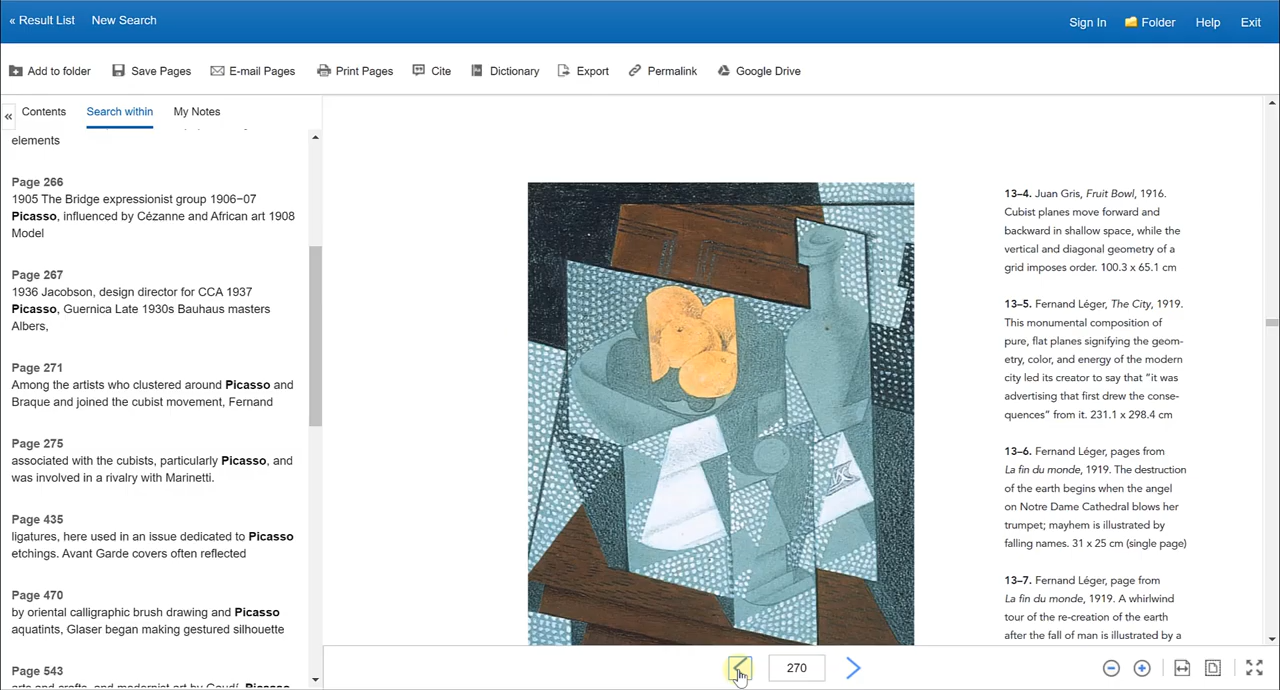 « Result List New Search
Sign In Folder Help Exit
Add to folder Save Pages E-mail Pages Print Pages Cite Dictionary Export Permalink Google Drive
« Contents Search within My Notes
elements
Page 266
1905 The Bridge expressionist group 1906–07
Picasso, influenced by Cézanne and African art 1908
Model
Page 267
1936 Jacobson, design director for CCA 1937
Picasso, Guernica Late 1930s Bauhaus masters
Albers,
Page 271
Among the artists who clustered around Picasso and
Braque and joined the cubist movement, Fernand
Page 275
associated with the cubists, particularly Picasso, and
was involved in a rivalry with Marinetti.
Page 435
ligatures, here used in an issue dedicated to Picasso
etchings. Avant Garde covers often reflected
Page 470
by oriental calligraphic brush drawing and Picasso
aquatints, Glaser began making gestured silhouette
Page 543
arts and crafts, and modernist art by Gaudí, Picasso
13–4. Juan Gris, Fruit Bowl, 1916.
Cubist planes move forward and
backward in shallow space, while the
vertical and diagonal geometry of a
grid imposes order. 100.3 x 65.1 cm
13–5. Fernand Léger, The City, 1919.
This monumental composition of
pure, flat planes signifying the geom-
etry, color, and energy of the modern
city led its creator to say that “it was
advertising that first drew the conse-
quences” from it. 231.1 x 298.4 cm
13–6. Fernand Léger, pages from
La fin du monde, 1919. The destruction
of the earth begins when the angel
on Notre Dame Cathedral blows her
trumpet; mayhem is illustrated by
falling names. 31 x 25 cm (single page)
13–7. Fernand Léger, page from
La fin du monde, 1919. A whirlwind
tour of the re-creation of the earth
after the fall of man is illustrated by a
270